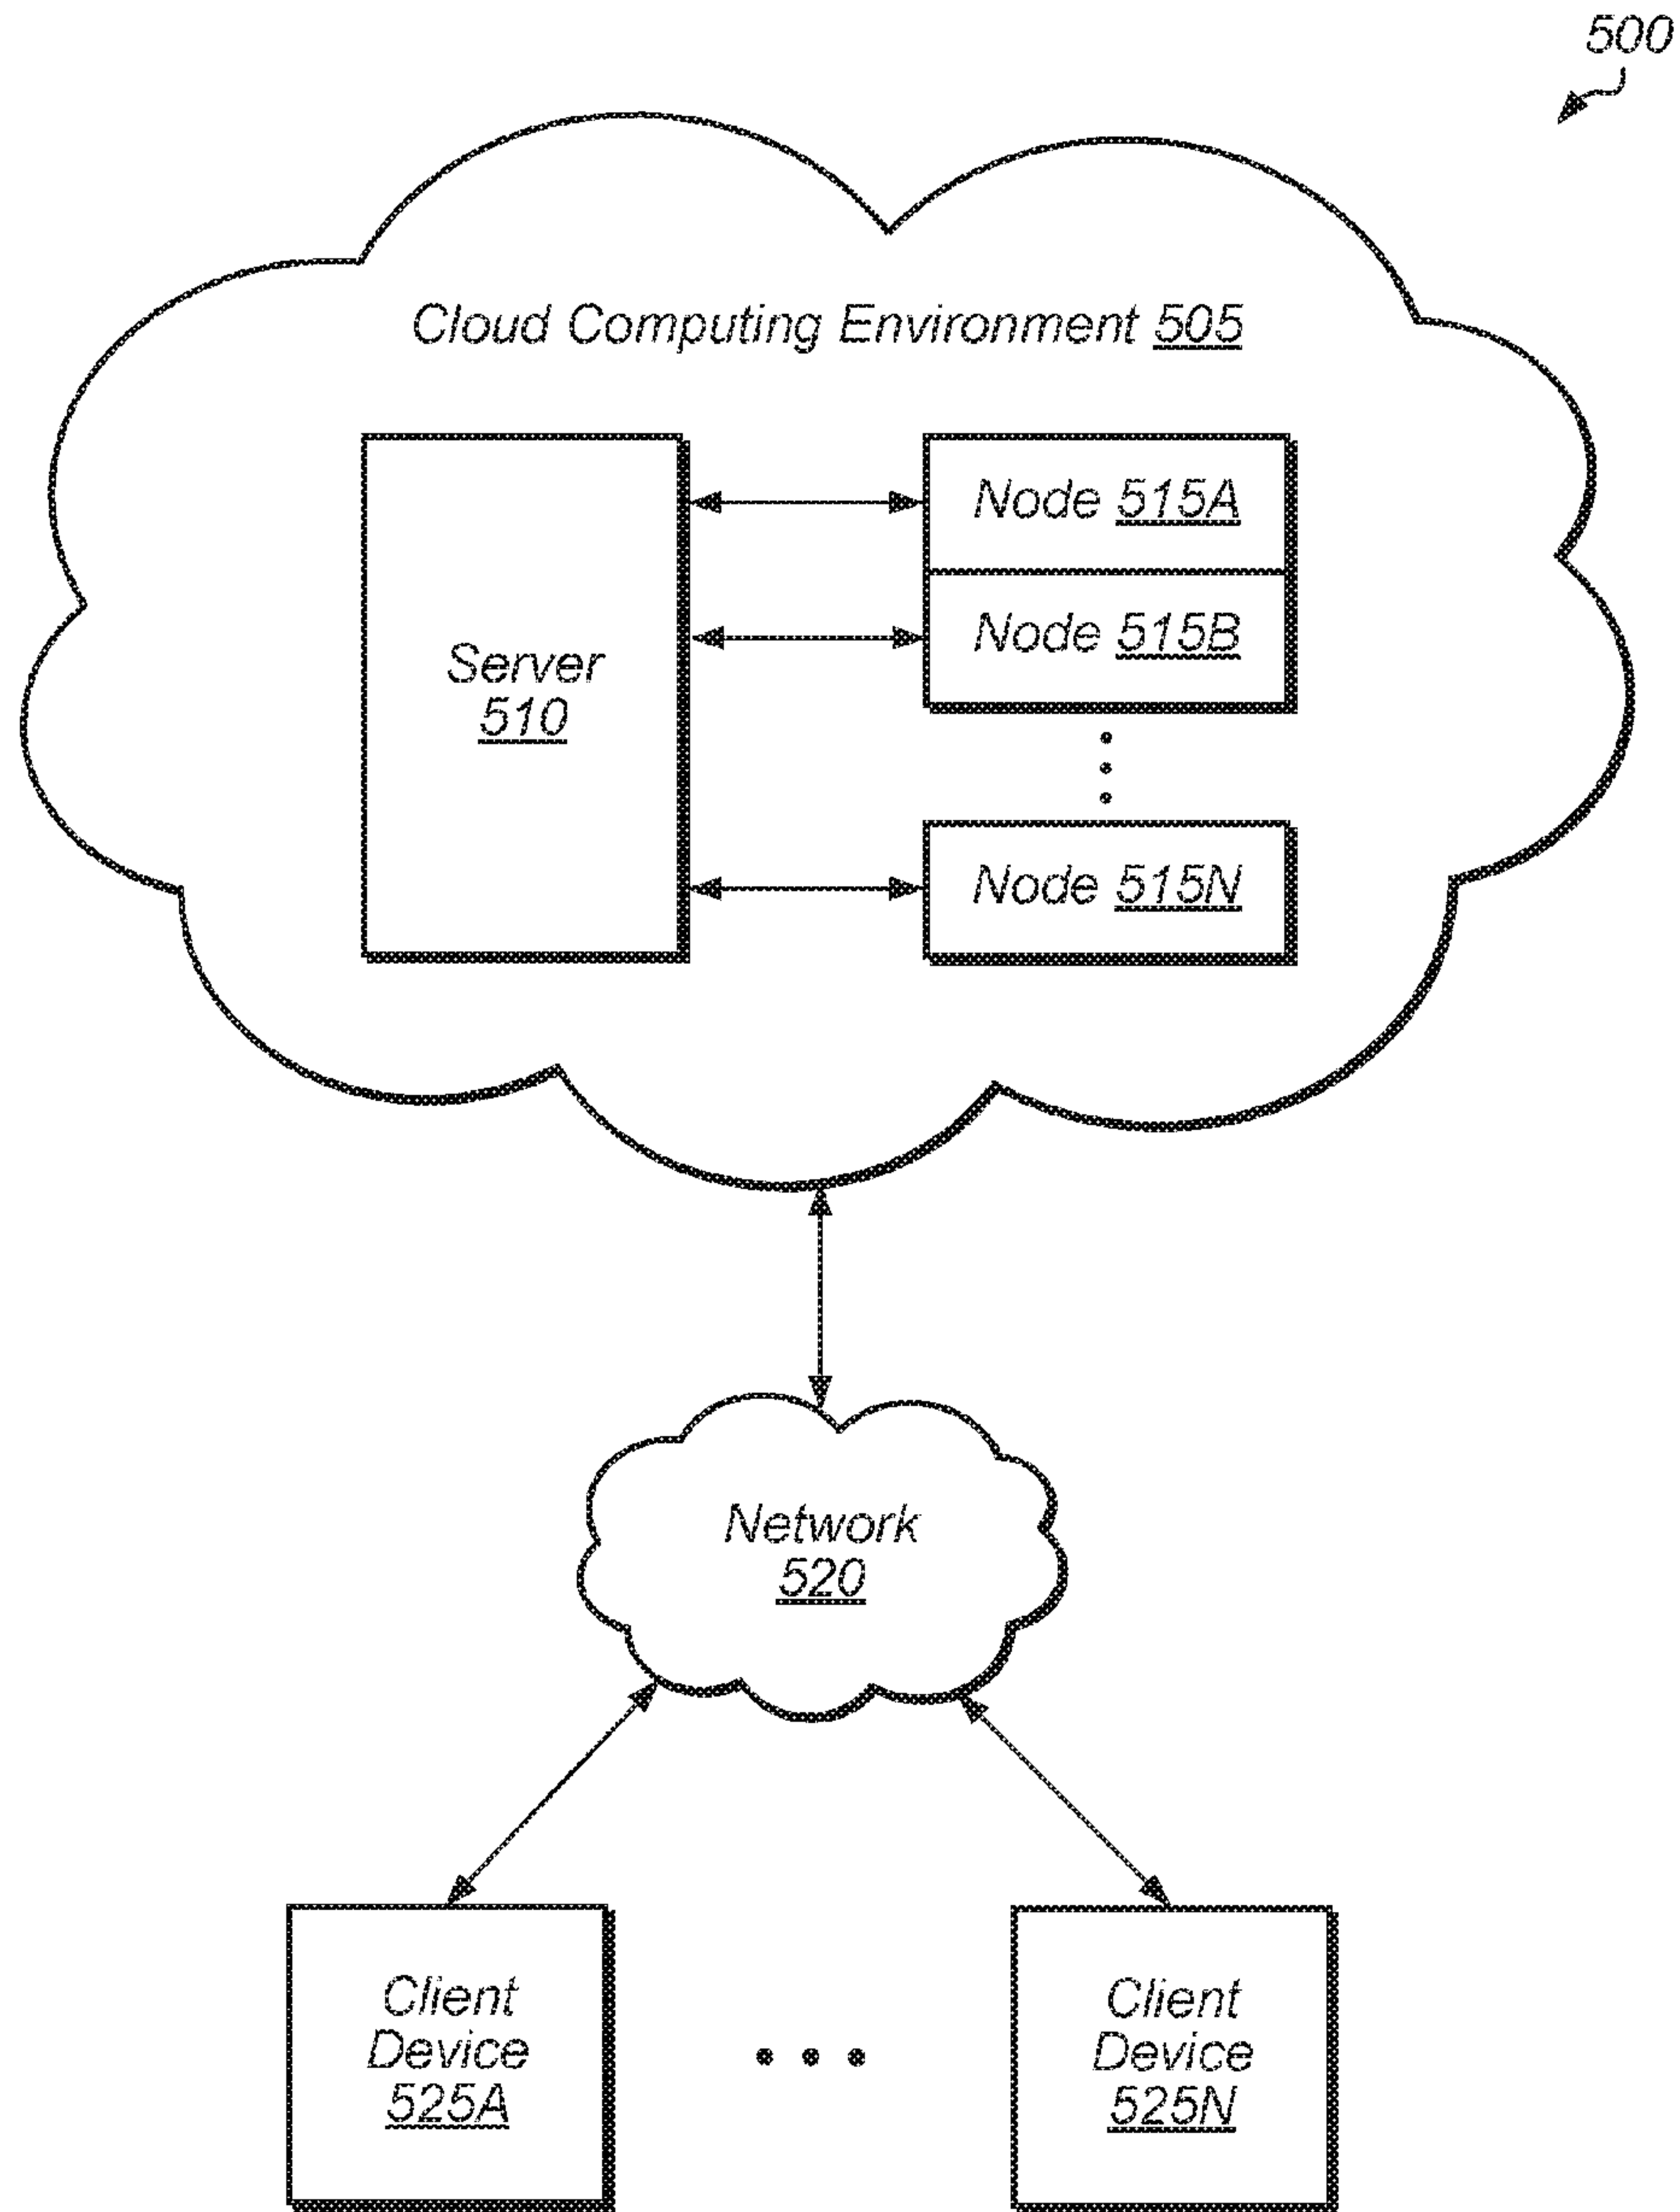 500
Cloud Computing Environment 505
Node 515A
Node 515B
Server
510
Node 515N
Network
520
Client
Device
525A
Client
Device
525N